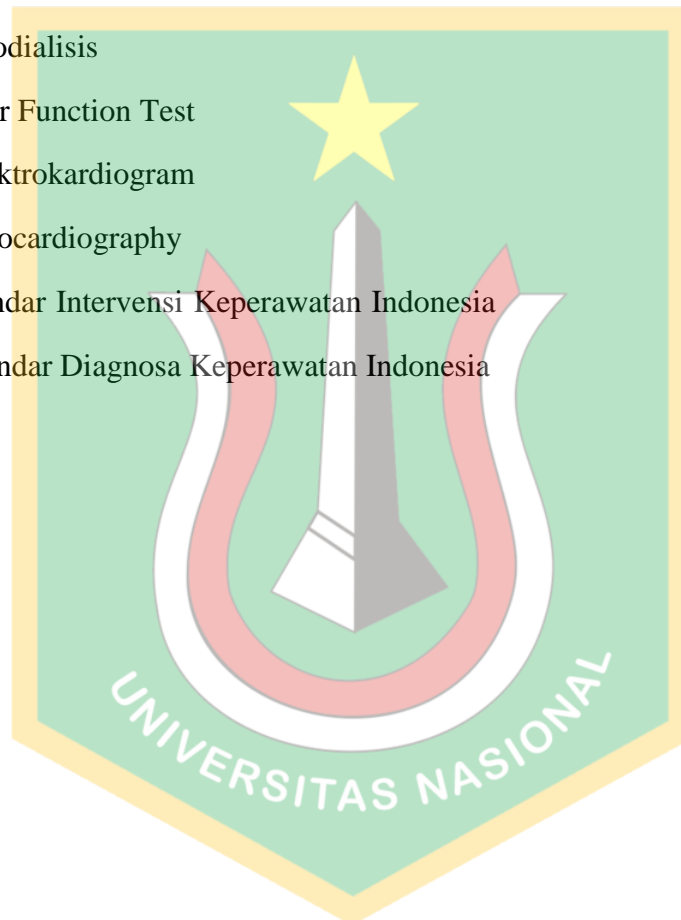 odialisis
r Function Test
ktrokardiogram
ocardiography
ndar Intervensi Keperawatan Indonesia
ndar Diagnosa Keperawatan Indonesia
UNIVERSITAS NASIONAL